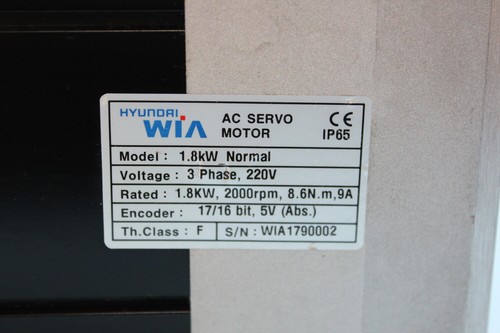 HYUNDAI WIA AC SERVO MOTOR CE IP65
Model : 1.8kW_Normal
Voltage : 3 Phase, 220V
Rated : 1.8KW, 2000rpm, 8.6N.m,9A
Encoder : 17/16 bit, 5V (Abs.)
Th.Class : F S/N : WIA1790002